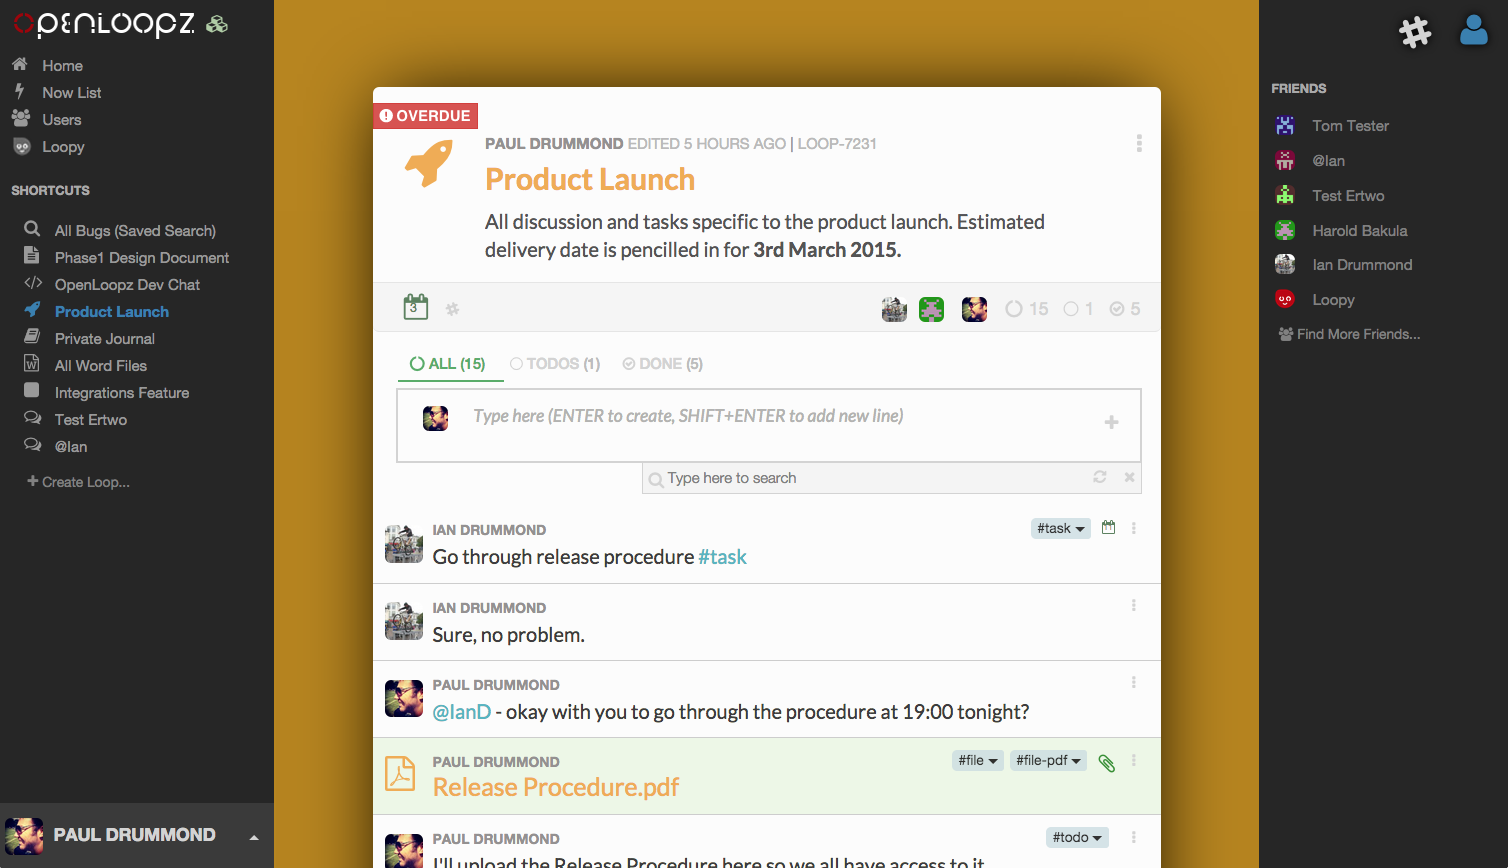 OPENLOOPZ
Home
Now List
Users
Loopy
SHORTCUTS
All Bugs (Saved Search)
Phase1 Design Document
OpenLoopz Dev Chat
Product Launch
Private Journal
All Word Files
Integrations Feature
Test Ertwo
@Ian
Create Loop...
PAUL DRUMMOND
OVERDUE
PAUL DRUMMOND EDITED 5 HOURS AGO | LOOP-7231
Product Launch
All discussion and tasks specific to the product launch. Estimated
delivery date is pencilled in for 3rd March 2015.
3
15 1 5
ALL (15) TODOS (1) DONE (5)
Type here (ENTER to create, SHIFT+ENTER to add new line)
Type here to search
IAN DRUMMOND
#task
Go through release procedure #task
IAN DRUMMOND
Sure, no problem.
PAUL DRUMMOND
@IanD - okay with you to go through the procedure at 19:00 tonight?
PAUL DRUMMOND
#file #file-pdf
Release Procedure.pdf
PAUL DRUMMOND
#todo
I'll upload the Release Procedure here so we all have access to it.
FRIENDS
Tom Tester
@Ian
Test Ertwo
Harold Bakula
Ian Drummond
Loopy
Find More Friends...